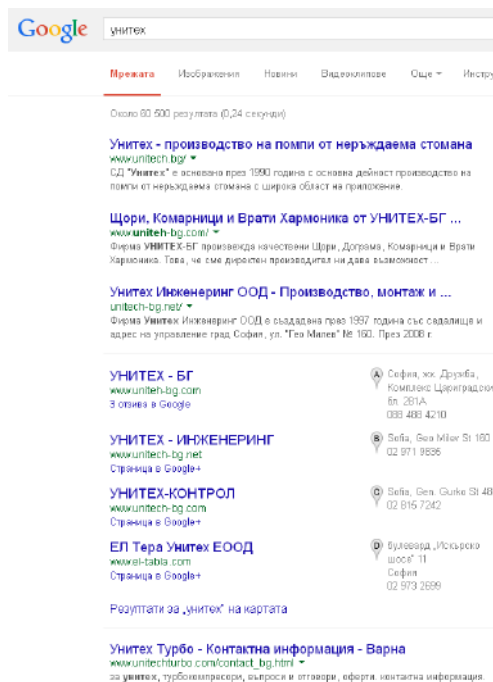 Google
унитех
Мрежата Изображения Новини Видеоклипове Още Инстру
Около 60 500 резултата (0,24 секунди)
Унитех - производство на помпи от неръждаема стомана
www.unitech.bg/
СД "Унитех" е основано през 1990 година с основна дейност производство на
помпи от неръждаема стомана с широка област на приложение.
Щори, Комарници и Врати Хармоника от УНИТЕХ-БГ ...
www.uniteh-bg.com/
Фирма УНИТЕХ-БГ произвежда качествени Щори, Дограма, Комарници и Врати
Хармоника. Това, че сме директен производител ни дава възможност ...
Унитех Инженеринг ООД - Производство, монтаж и ...
unitech-bg.net/
Фирма Унитех Инженеринг ООД е създадена през 1997 година със седалище и
адрес на управление град София, ул. "Гео Милев" № 160. През 2008 г.
УНИТЕХ - БГ
www.uniteh-bg.com
3 отзива в Google
A София, жк. Дружба,
Комплекс Цариградски
бл. 281А
088 488 4210
УНИТЕХ - ИНЖЕНЕРИНГ
www.unitech-bg.net
Страница в Google+
B Sofia, Geo Milev St 160
02 971 9836
УНИТЕХ-КОНТРОЛ
www.unitech-bg.com
Страница в Google+
C Sofia, Gen. Gurko St 48
02 815 7242
ЕЛ Тера Унитех ЕООД
www.el-tabla.com
Страница в Google+
D булевард „Искърско
шосе“ 11
София
02 973 2699
Резултати за „унитех“ на картата
Унитех Турбо - Контактна информация - Варна
www.unitechturbo.com/contact_bg.html
за унитех, турбокомпресори, въпроси и отговори, оферти, контактна информация.